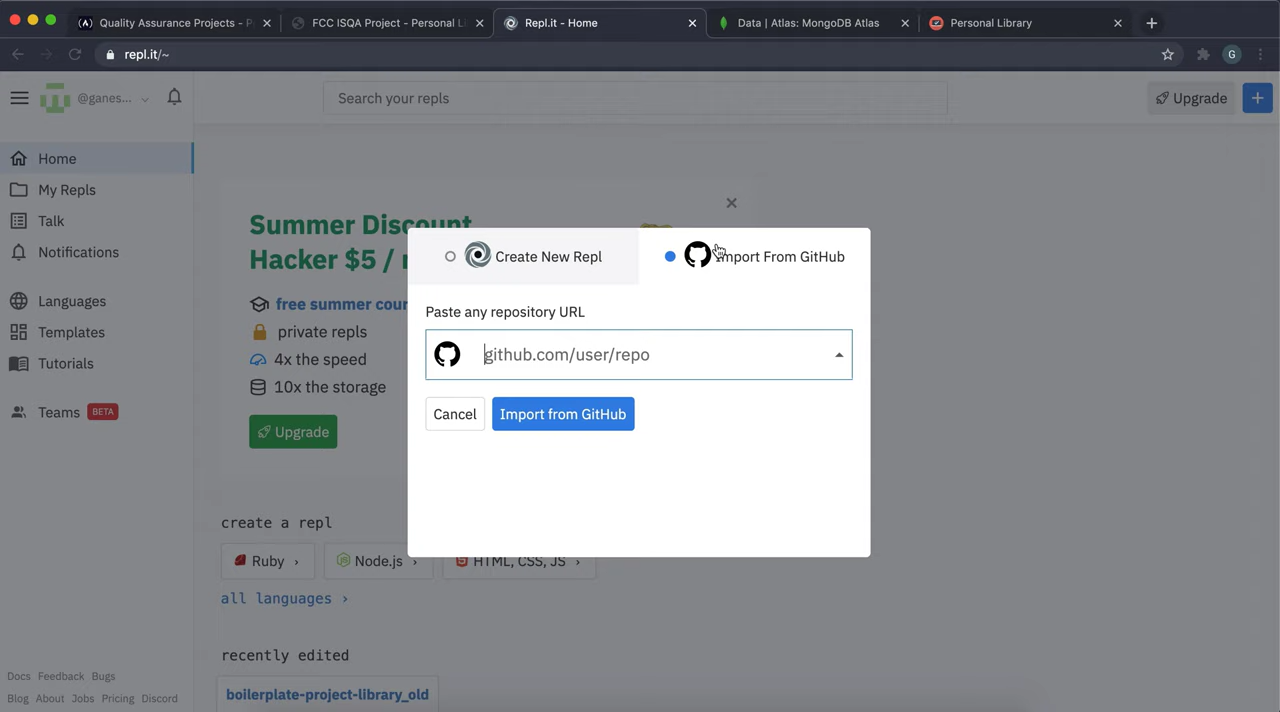 Quality Assurance Projects - P
FCC ISQA Project - Personal Li
Repl.it - Home
Data | Atlas: MongoDB Atlas
Personal Library
repl.it/~
G
@ganes...
Search your repls
Upgrade
Home
My Repls
Talk
Notifications
Languages
Templates
Tutorials
Teams BETA
Summer Discount
Hacker $5 /
free summer cour
private repls
4x the speed
10x the storage
Upgrade
Create New Repl
Import From GitHub
Paste any repository URL
github.com/user/repo
Cancel
Import from GitHub
create a repl
Ruby ›
Node.js ›
HTML, CSS, JS ›
all languages ›
recently edited
boilerplate-project-library_old
Docs Feedback Bugs
Blog About Jobs Pricing Discord